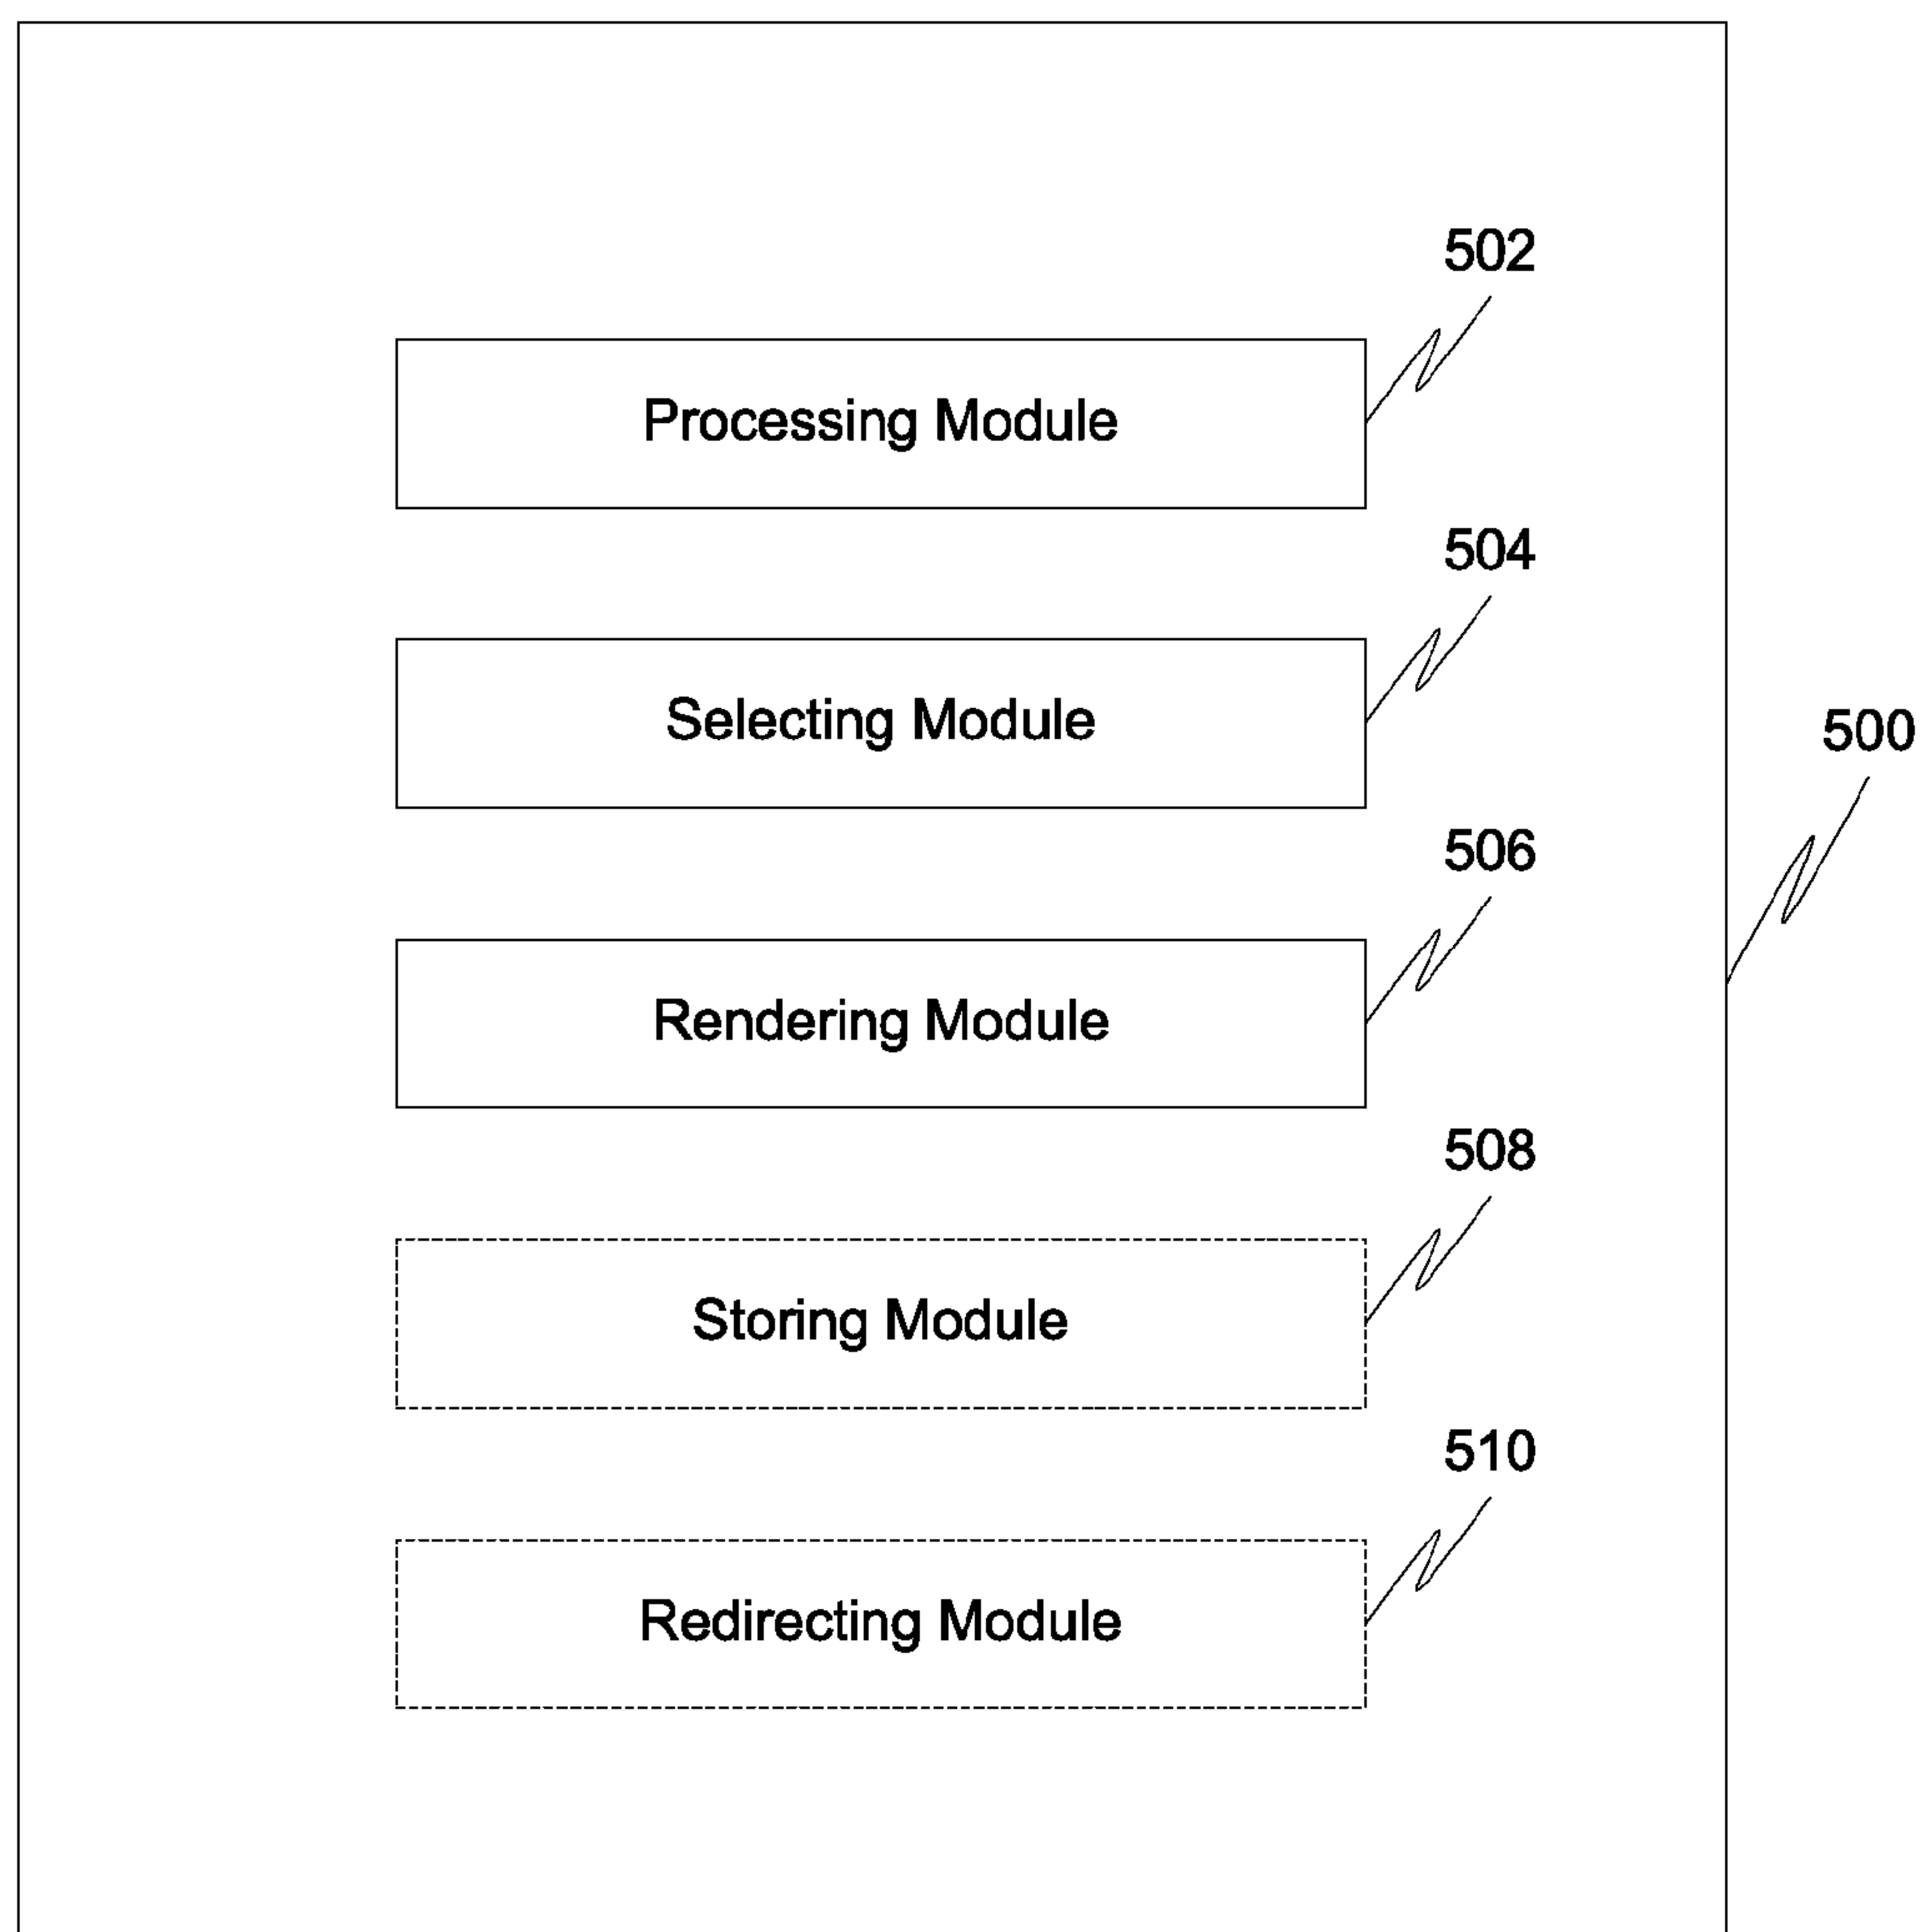 502
Processing Module
504
Selecting Module
500
506
Rendering Module
508
Storing Module
510
Redirecting Module